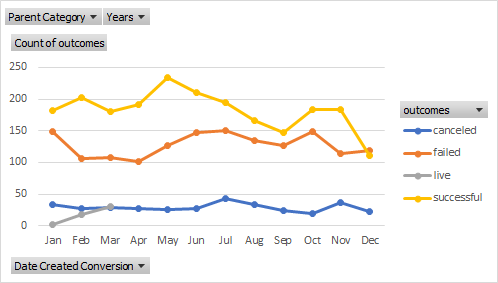 Parent Category Years
Count of outcomes
250
200
150
100
50
0
Jan Feb Mar Apr May Jun Jul Aug Sep Oct Nov Dec
outcomes
canceled
failed
live
successful
Date Created Conversion